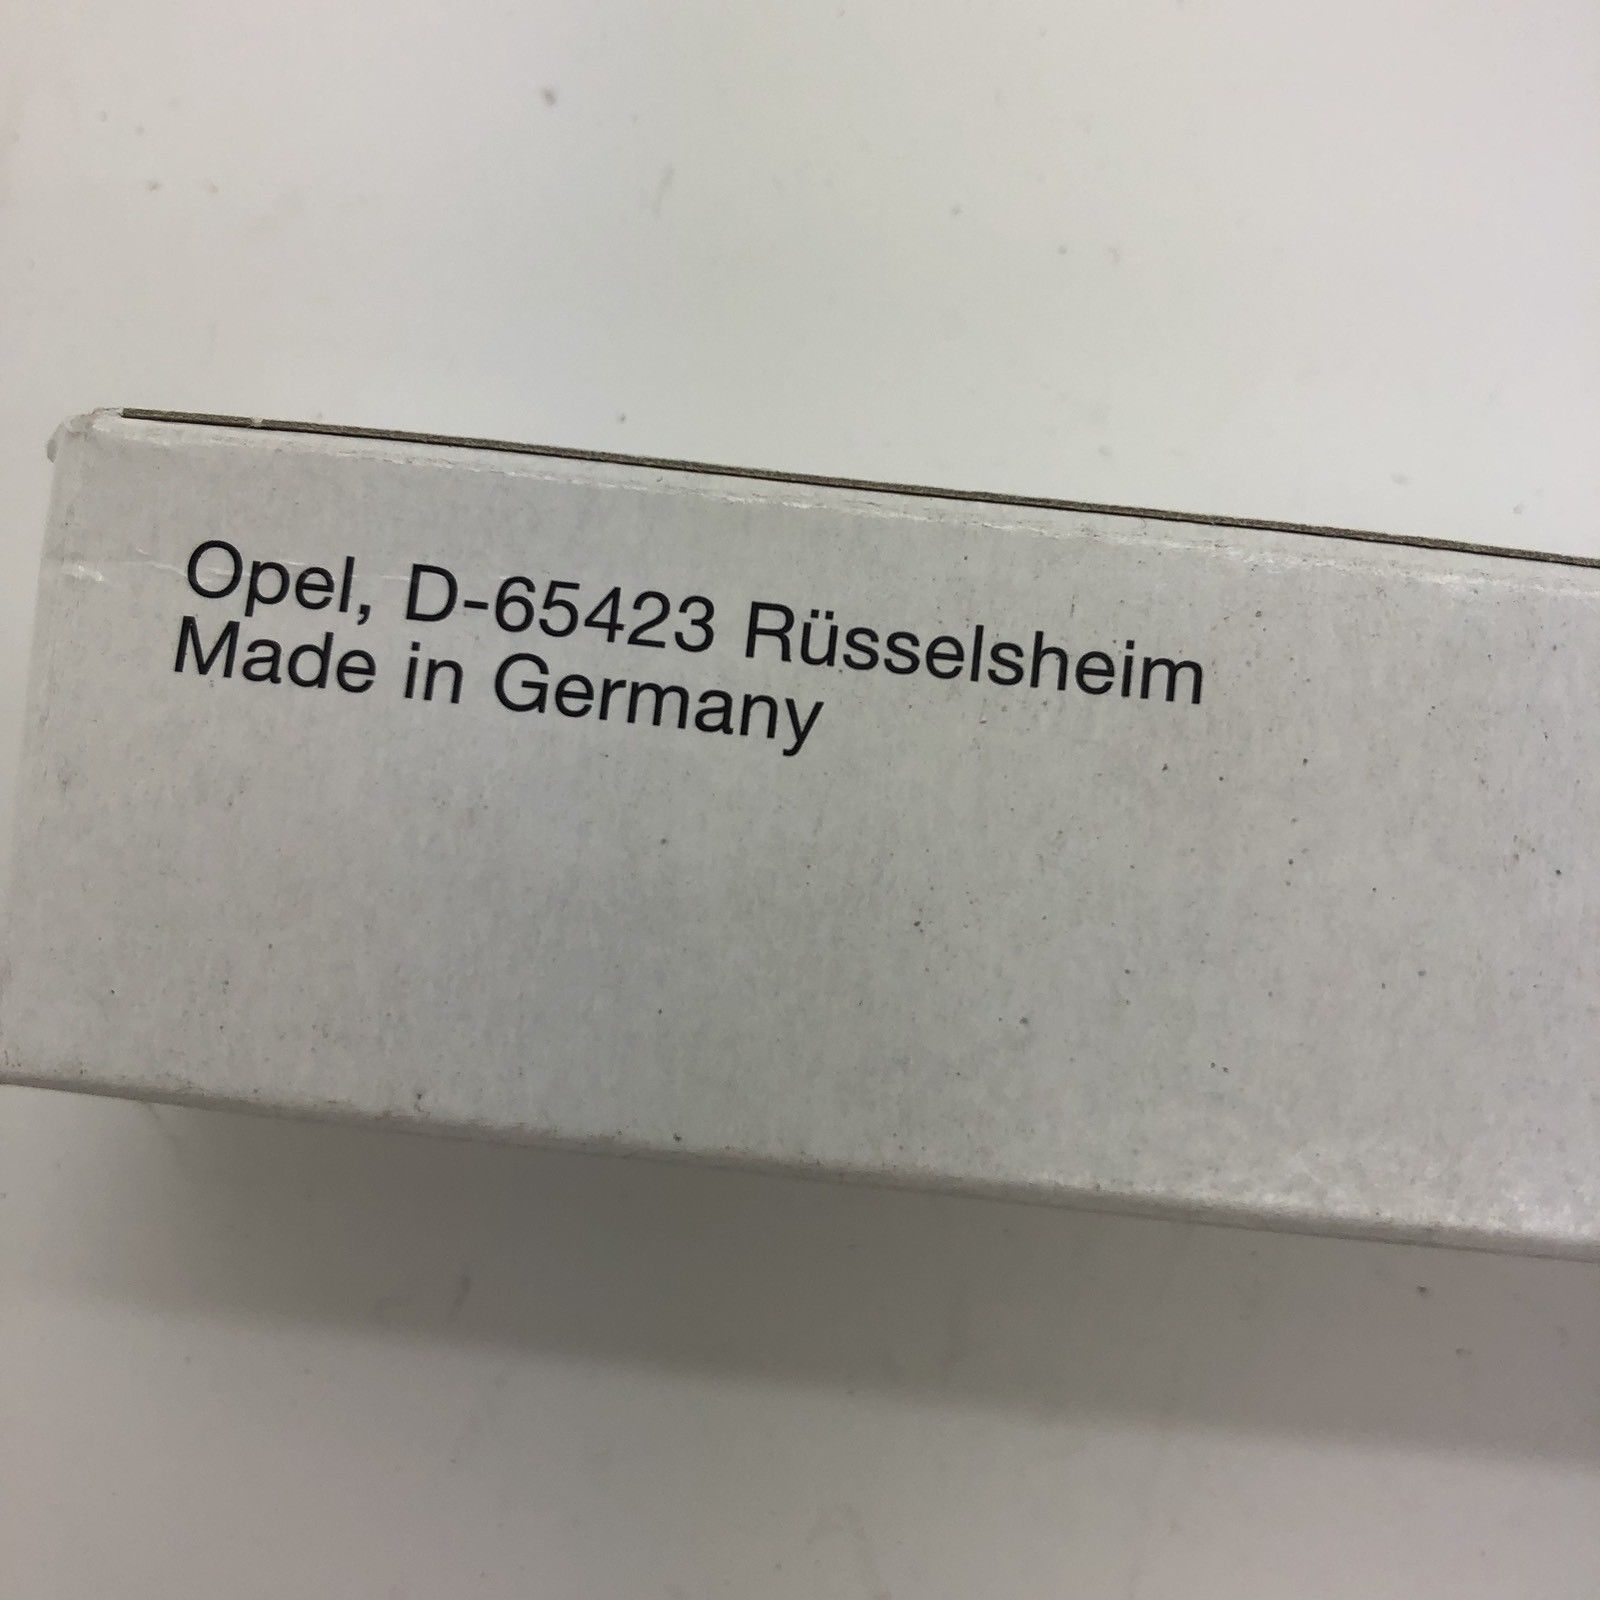 Opel, D-65423 Rüsselsheim
Made in Germany